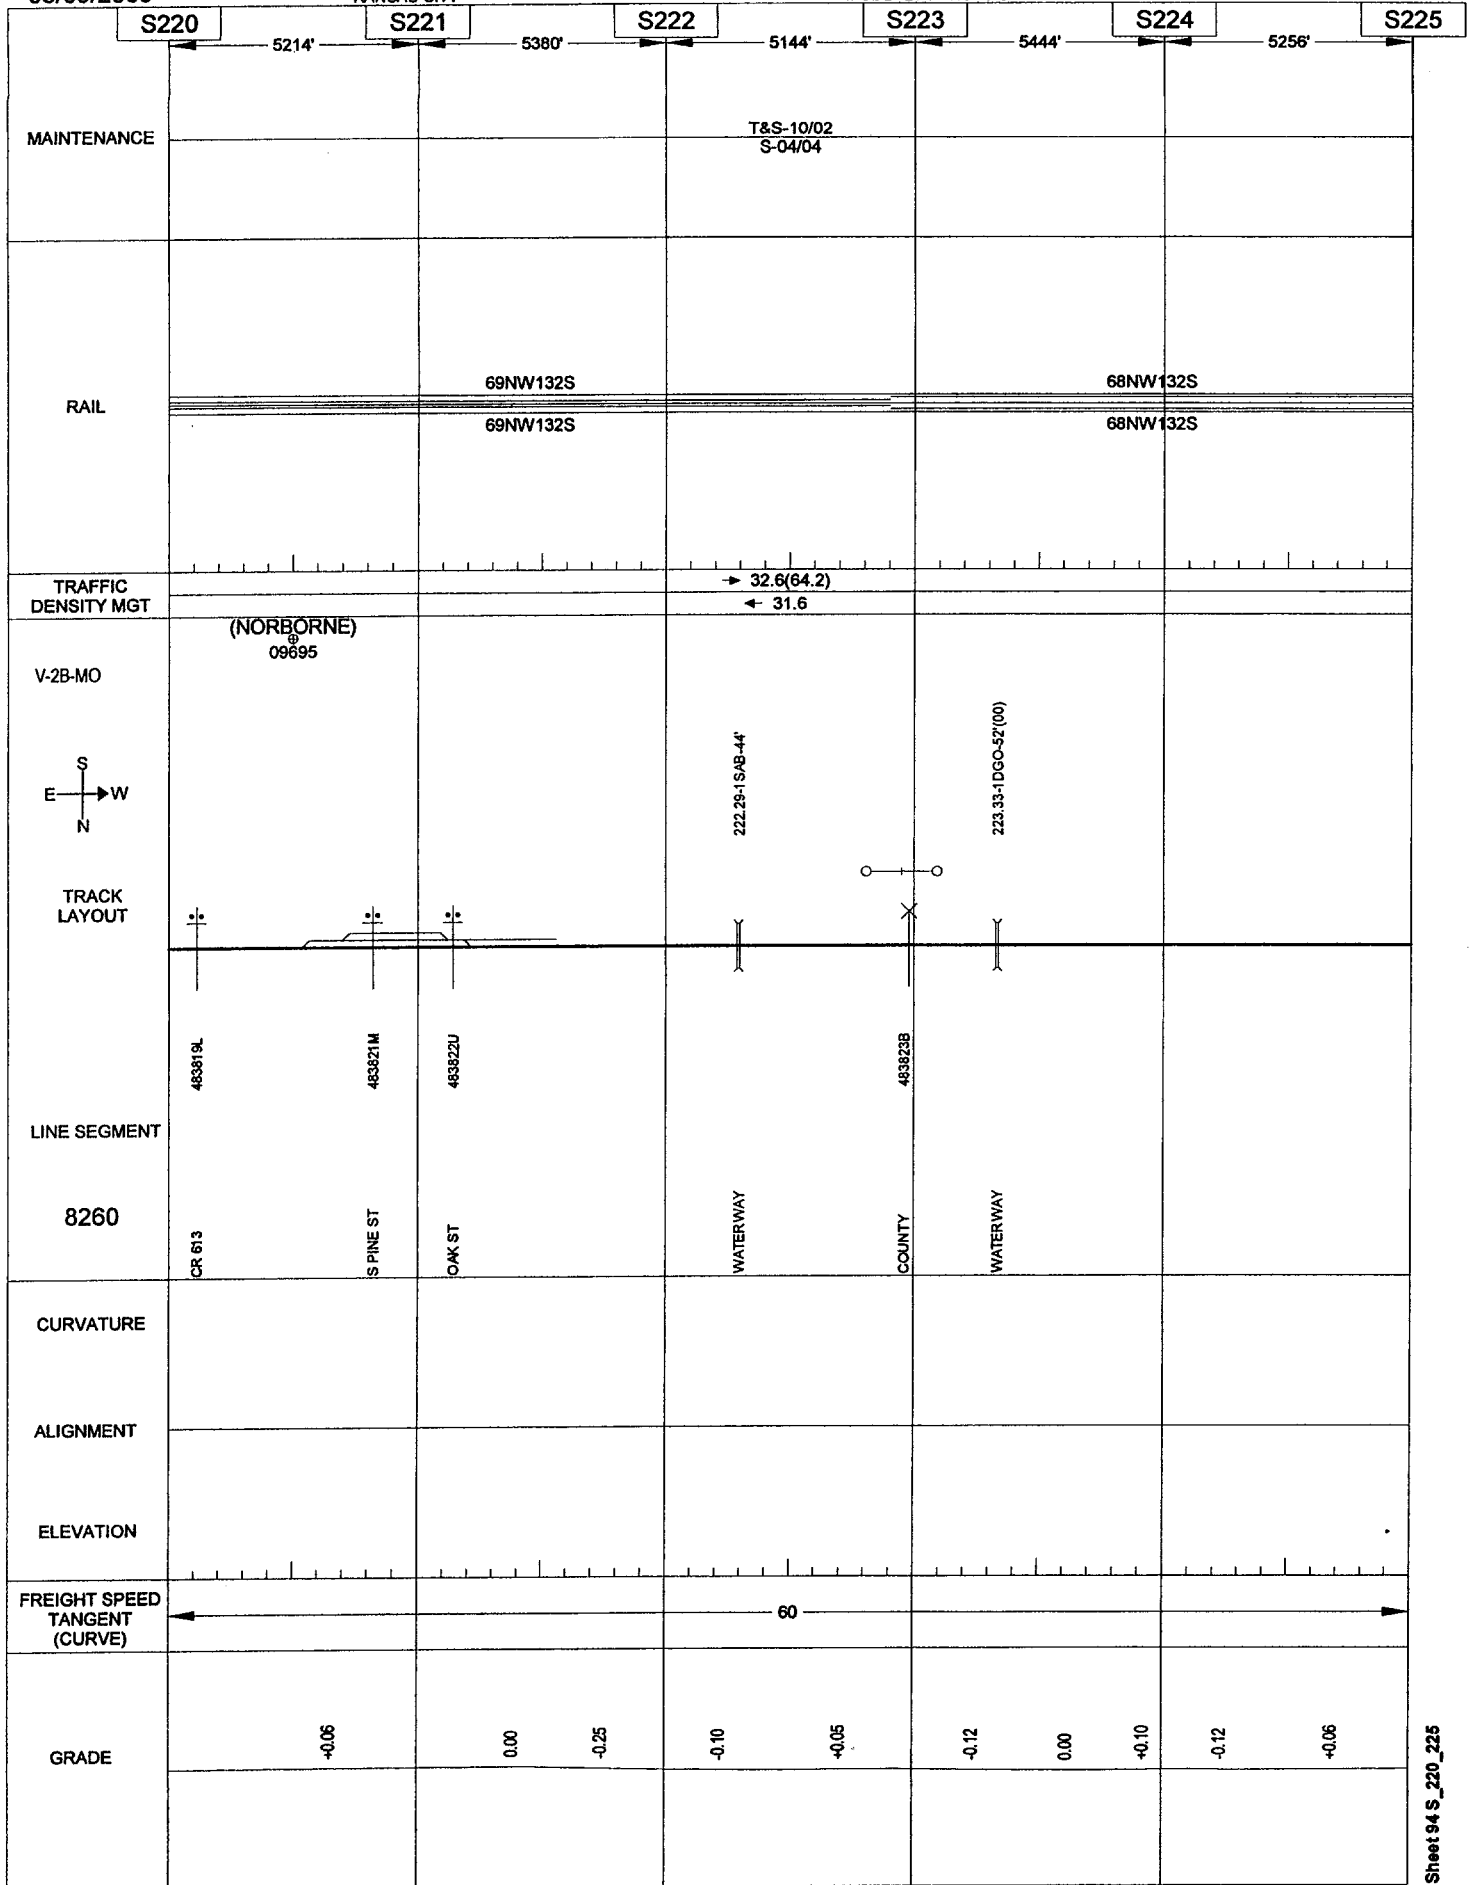 S220 S221 S222 S223 S224 S225
5214' 5380' 5144' 5444' 5256'
MAINTENANCE
T&S-10/02
S-04/04
RAIL
69NW132S 68NW132S
69NW132S 68NW132S
TRAFFIC
DENSITY MGT
32.6(64.2)
31.6
(NORBORNE)
09695
V-2B-MO
S
E W
N
222.29-1SAB-44'
223.33-1DGO-52'(00)
TRACK
LAYOUT
483819L
483821M
483822U
483823B
LINE SEGMENT
8260
CR 613
S PINE ST
OAK ST
WATERWAY
COUNTY
WATERWAY
CURVATURE
ALIGNMENT
ELEVATION
FREIGHT SPEED
TANGENT
(CURVE)
60
GRADE
+0.06 0.00 -0.25 -0.10 +0.05 -0.12 0.00 +0.10 -0.12 +0.06
Sheet 94 S_220_225